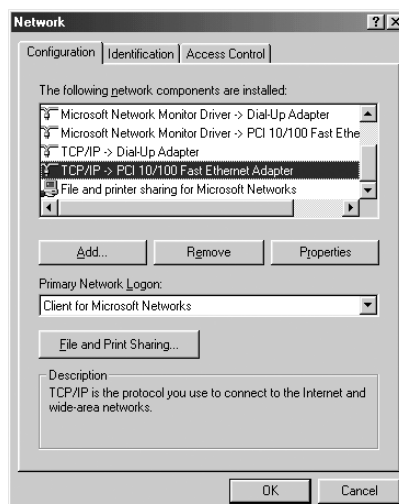 Network
? X
Configuration Identification Access Control
The following network components are installed:
Microsoft Network Monitor Driver -> Dial-Up Adapter
Microsoft Network Monitor Driver -> PCI 10/100 Fast Ethe
TCP/IP -> Dial-Up Adapter
TCP/IP -> PCI 10/100 Fast Ethernet Adapter
File and printer sharing for Microsoft Networks
Add... Remove Properties
Primary Network Logon:
Client for Microsoft Networks
File and Print Sharing...
Description
TCP/IP is the protocol you use to connect to the Internet and
wide-area networks.
OK Cancel